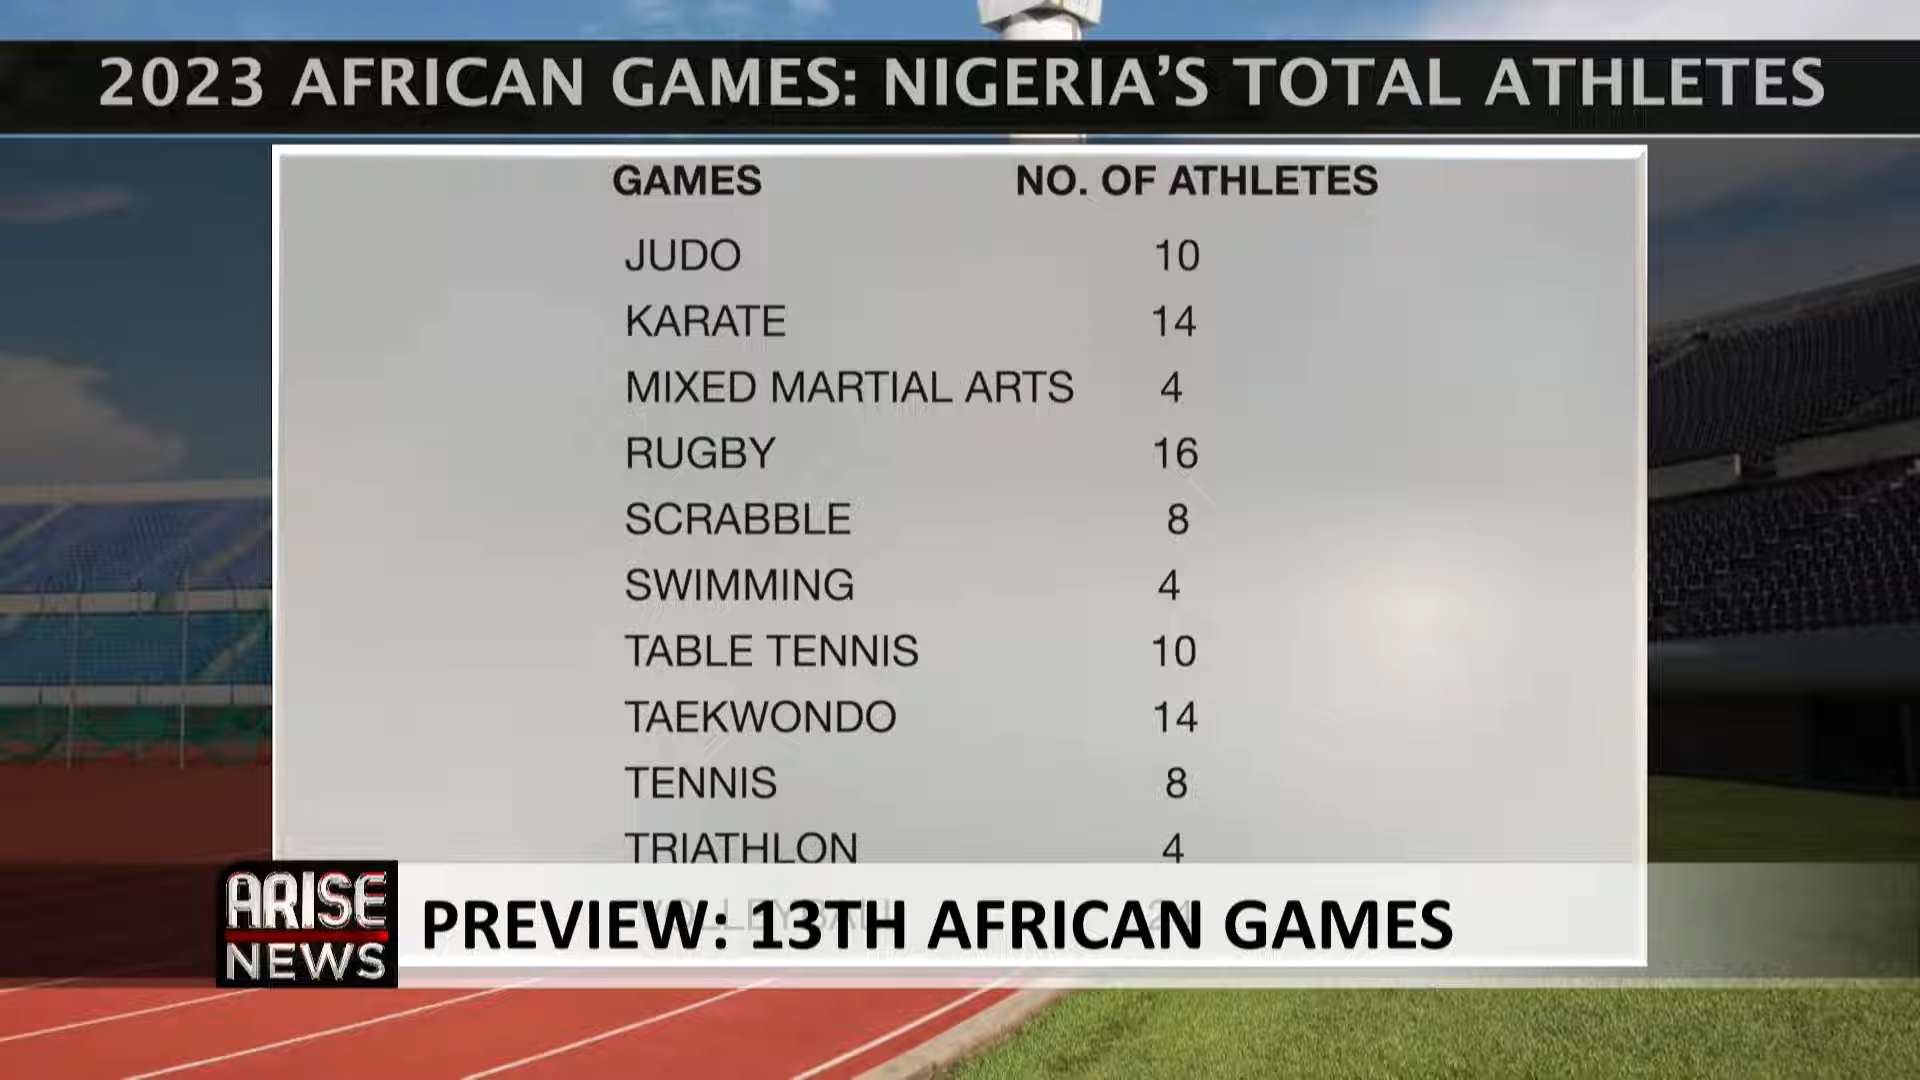 2023 AFRICAN GAMES: NIGERIA'S TOTAL ATHLETES
GAMES NO. OF ATHLETES
JUDO 10
KARATE 14
MIXED MARTIAL ARTS 4
RUGBY 16
SCRABBLE 8
SWIMMING 4
TABLE TENNIS 10
TAEKWONDO 14
TENNIS 8
TRIATHLON 4
VOLLEYBALL
ARISE
NEWS
PREVIEW: 13TH AFRICAN GAMES